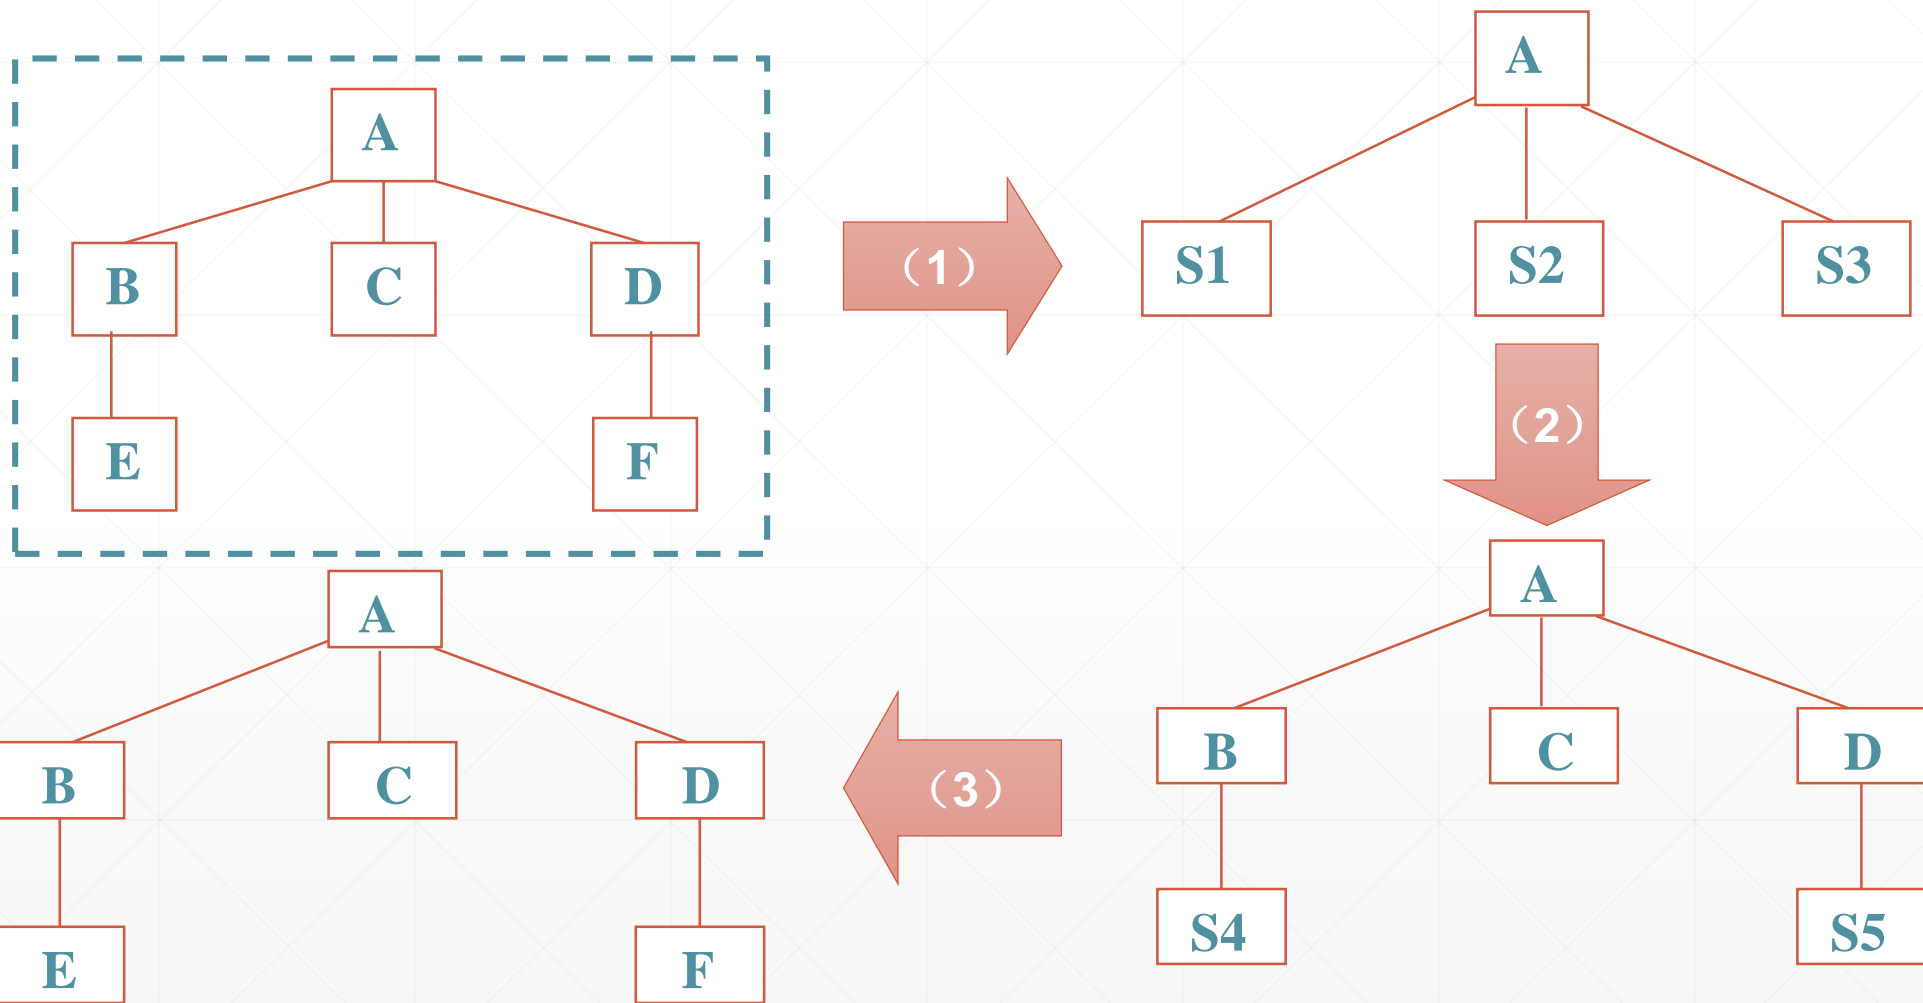 A
B C D
E F
（1）
A
S1 S2 S3
（2）
A
B C D
S4 S5
（3）
A
B C D
E F